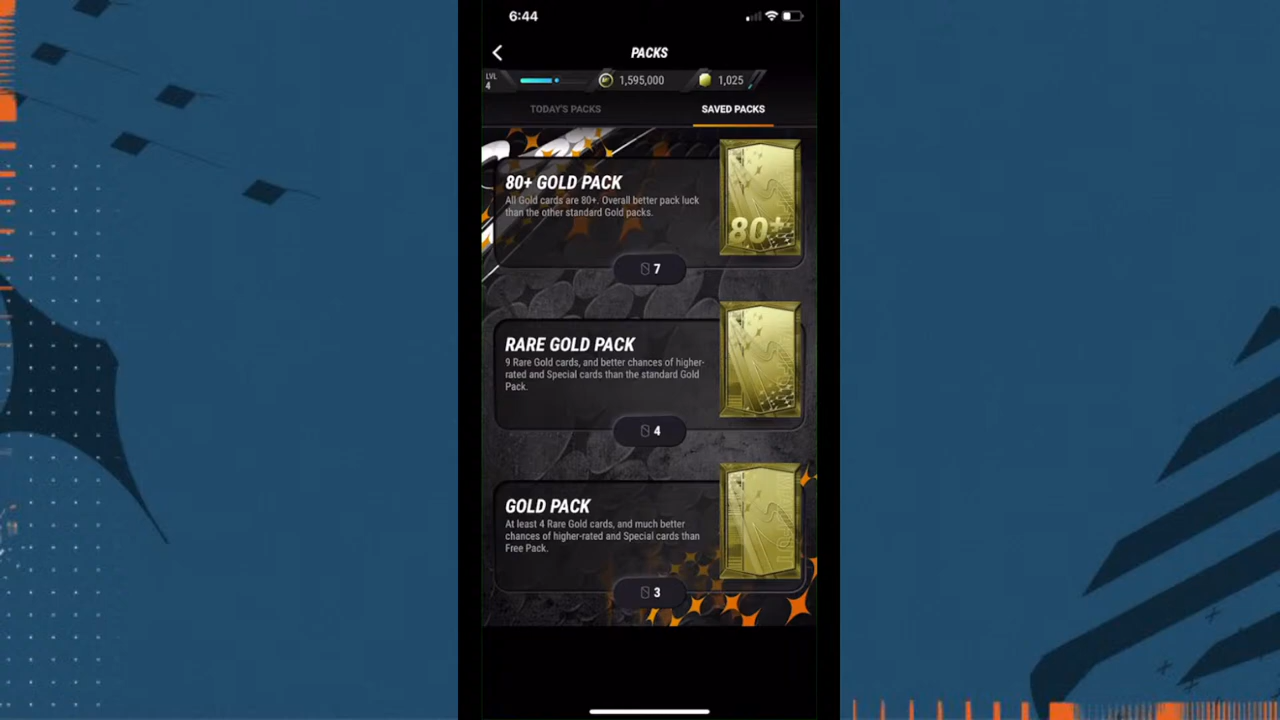 6:44
PACKS
LVL
4
1,595,000
1,025
TODAY'S PACKS
SAVED PACKS
80+ GOLD PACK
All Gold cards are 80+. Overall better pack luck
than the other standard Gold packs.
80+
7
RARE GOLD PACK
9 Rare Gold cards, and better chances of higher-
rated and Special cards than the standard Gold
Pack.
4
GOLD PACK
At least 4 Rare Gold cards, and much better
chances of higher-rated and Special cards than
Free Pack.
3